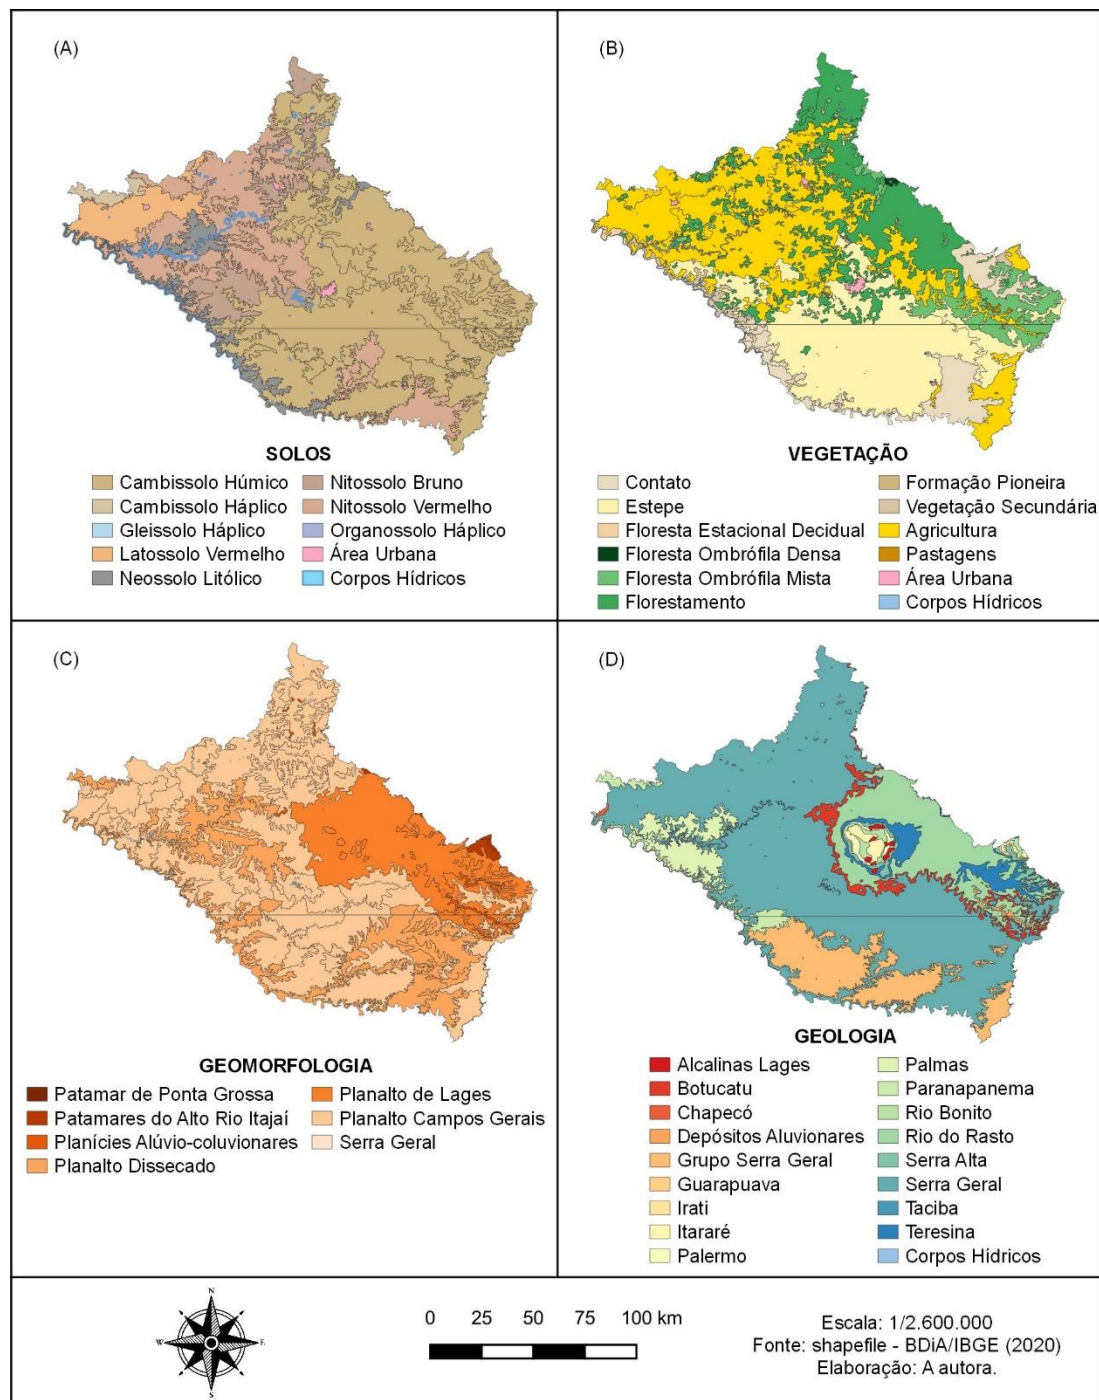 (A)
SOLOS
Cambissolo Húmico
Cambissolo Háplico
Gleissolo Háplico
Latossolo Vermelho
Neossolo Litólico
Nitossolo Bruno
Nitossolo Vermelho
Organossolo Háplico
Área Urbana
Corpos Hídricos
(B)
VEGETAÇÃO
Contato
Estepe
Floresta Estacional Decidual
Floresta Ombrófila Densa
Floresta Ombrófila Mista
Florestamento
Formação Pioneira
Vegetação Secundária
Agricultura
Pastagens
Área Urbana
Corpos Hídricos
(C)
GEOMORFOLOGIA
Patamar de Ponta Grossa
Patamares do Alto Rio Itajaí
Planícies Alúvio-coluvionares
Planalto Dissecado
Planalto de Lages
Planalto Campos Gerais
Serra Geral
(D)
GEOLOGIA
Alcalinas Lages
Botucatu
Chapecó
Depósitos Aluvionares
Grupo Serra Geral
Guarapuava
Irati
Itararé
Palermo
Palmas
Paranapanema
Rio Bonito
Rio do Rasto
Serra Alta
Serra Geral
Taciba
Teresina
Corpos Hídricos
N
W
E
S
0 25 50 75 100 km
Escala: 1/2.600.000
Fonte: shapefile - BDiA/IBGE (2020)
Elaboração: A autora.